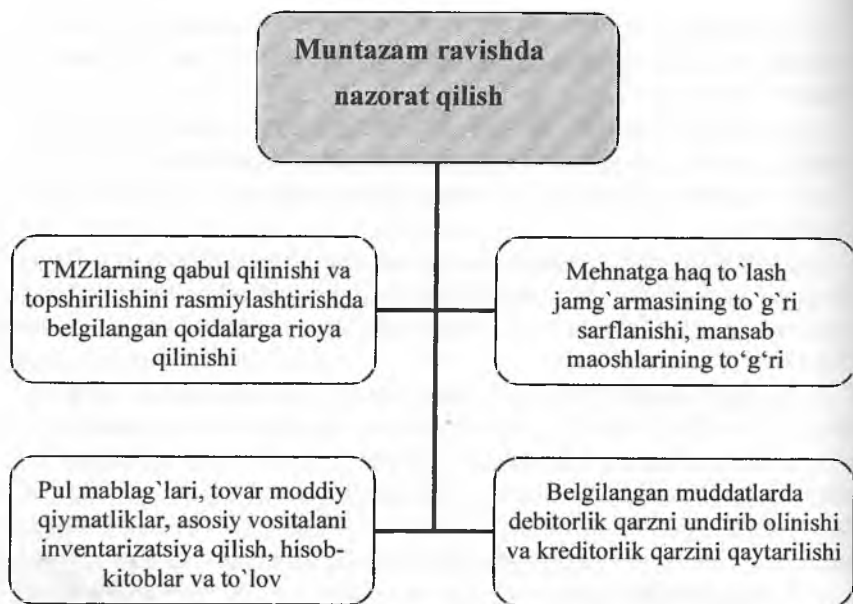 Muntazam ravishda
nazorat qilish
TMZlarning qabul qilinishi va
topshirilishini rasmiylashtirishda
belgilangan qoidalarga rioya
qilinishi
Mehnatga haq to`lash
jamg`armasining to`g`ri
sarflanishi, mansab
maoshlarining to‘g‘ri
Pul mablag`lari, tovar moddiy
qiymatliklar, asosiy vositalani
inventarizatsiya qilish, hisob-
kitoblar va to`lov
Belgilangan muddatlarda
debitorlik qarzni undirib olinishi
va kreditorlik qarzini qaytarilishi